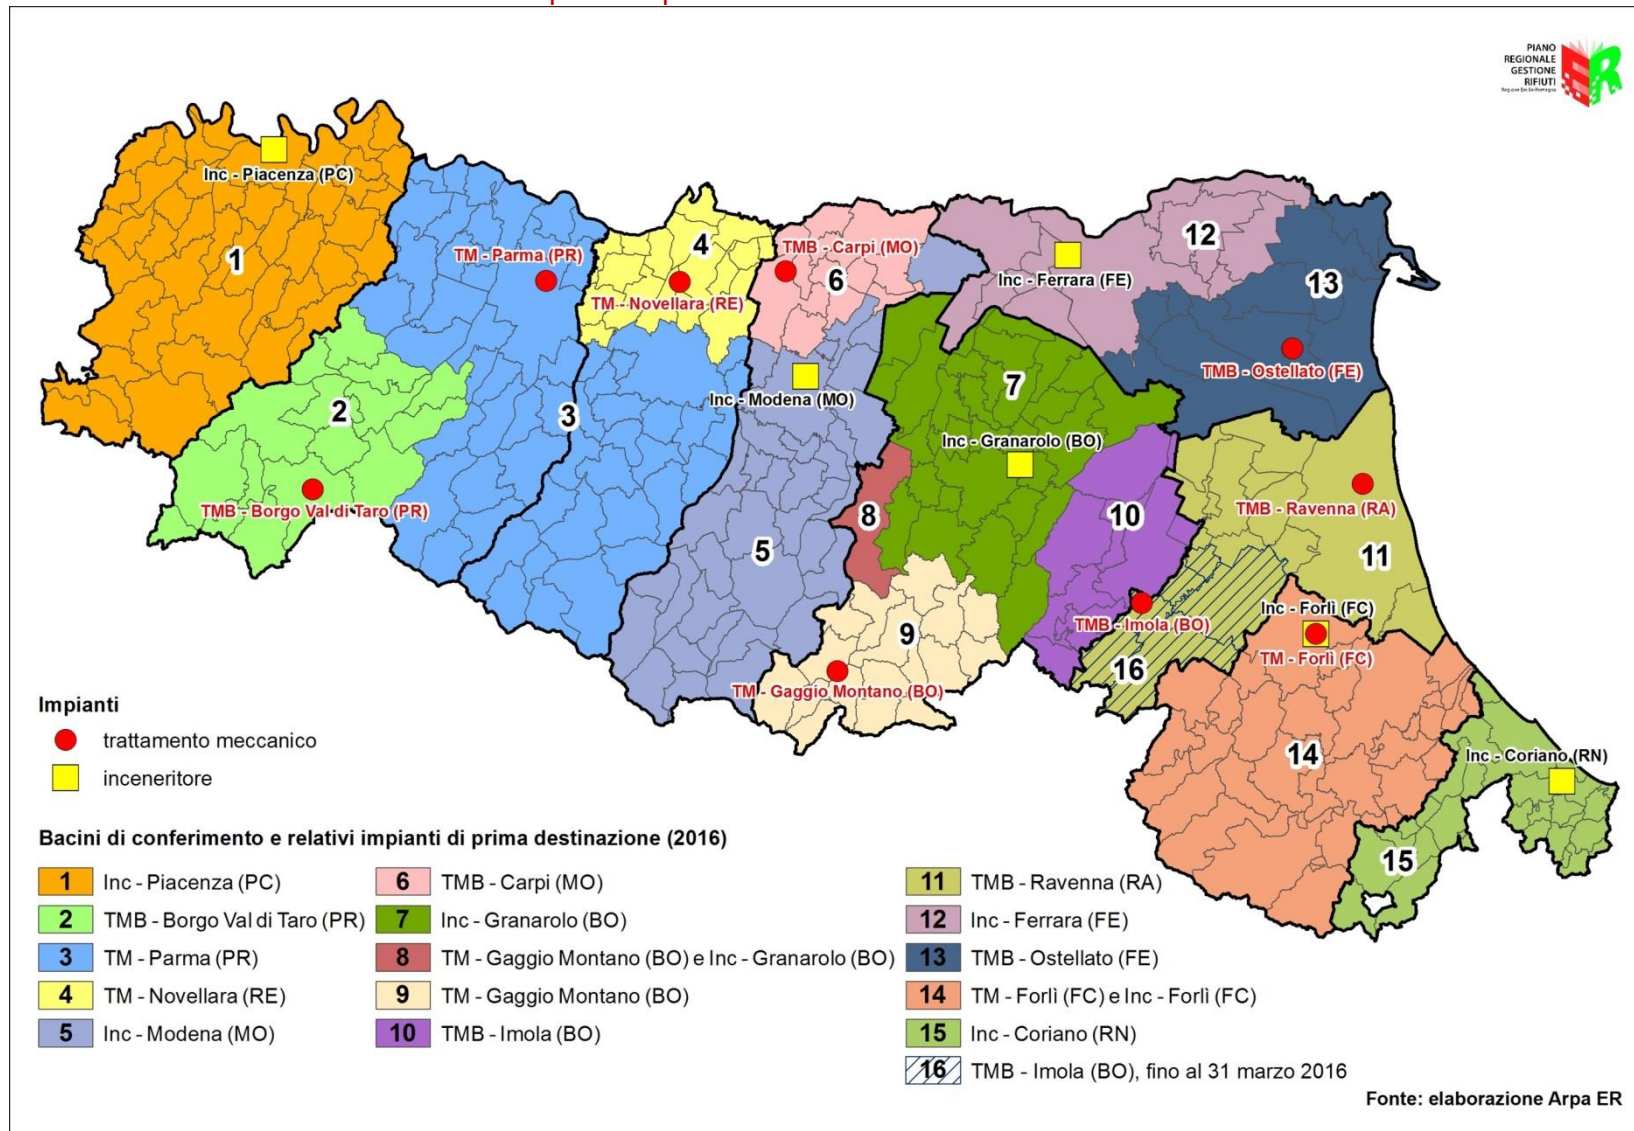 PIANO
REGIONALE
GESTIONE
RIFIUTI
Regione Emilia-Romagna
ER
Inc - Piacenza (PC)
1
TM - Parma (PR)
4
TM - Novellara (RE)
TMB - Carpi (MO)
6
12
Inc - Ferrara (FE)
13
TMB - Ostellato (FE)
2
3
Inc - Modena (MO)
7
Inc - Granarolo (BO)
TMB - Borgo Val di Taro (PR)
8
10
TMB - Ravenna (RA)
5
11
9
TMB - Imola (BO)
Inc - Forlì (FC)
TM - Forlì (FC)
16
TM - Gaggio Montano (BO)
14
Inc - Coriano (RN)
15
Impianti
trattamento meccanico
inceneritore
Bacini di conferimento e relativi impianti di prima destinazione (2016)
1 Inc - Piacenza (PC)
2 TMB - Borgo Val di Taro (PR)
3 TM - Parma (PR)
4 TM - Novellara (RE)
5 Inc - Modena (MO)
6 TMB - Carpi (MO)
7 Inc - Granarolo (BO)
8 TM - Gaggio Montano (BO) e Inc - Granarolo (BO)
9 TM - Gaggio Montano (BO)
10 TMB - Imola (BO)
11 TMB - Ravenna (RA)
12 Inc - Ferrara (FE)
13 TMB - Ostellato (FE)
14 TM - Forlì (FC) e Inc - Forlì (FC)
15 Inc - Coriano (RN)
16 TMB - Imola (BO), fino al 31 marzo 2016
Fonte: elaborazione Arpa ER